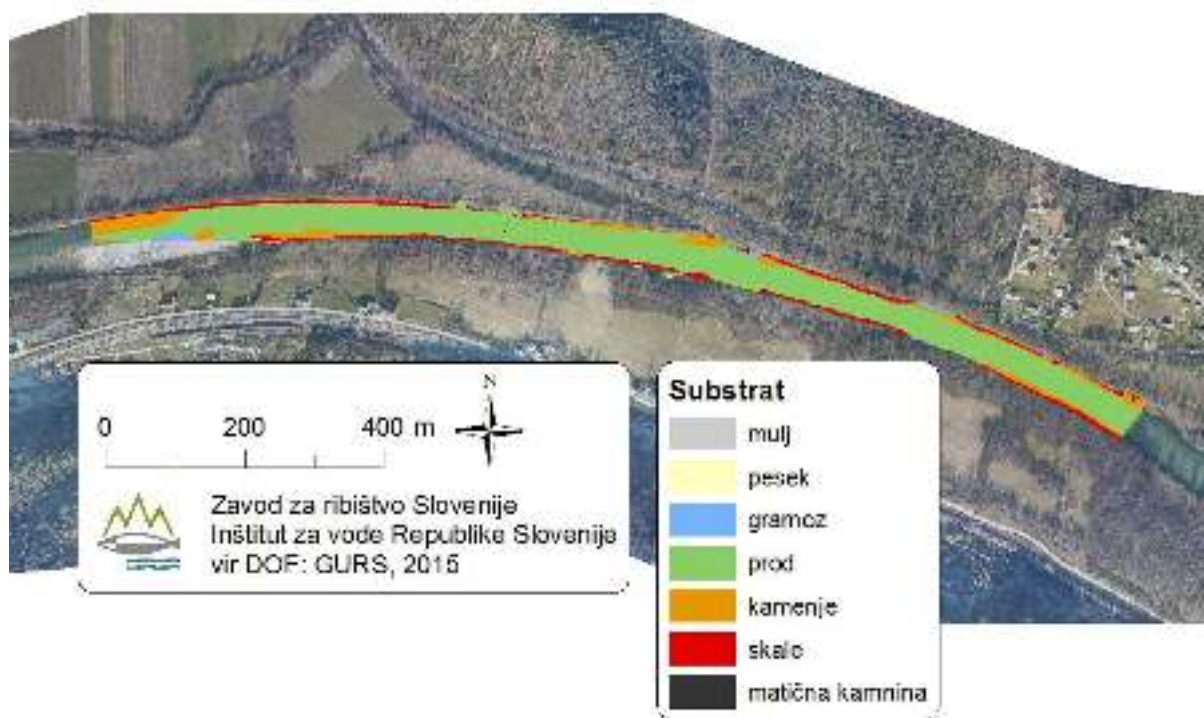 0 200 400 m
N
Zavod za ribištvo Slovenije
Inštitut za vode Republike Slovenije
vir DOF: GURS, 2015
Substrat
mulj
pesek
gramoz
prod
kamenje
skale
matična kamnina